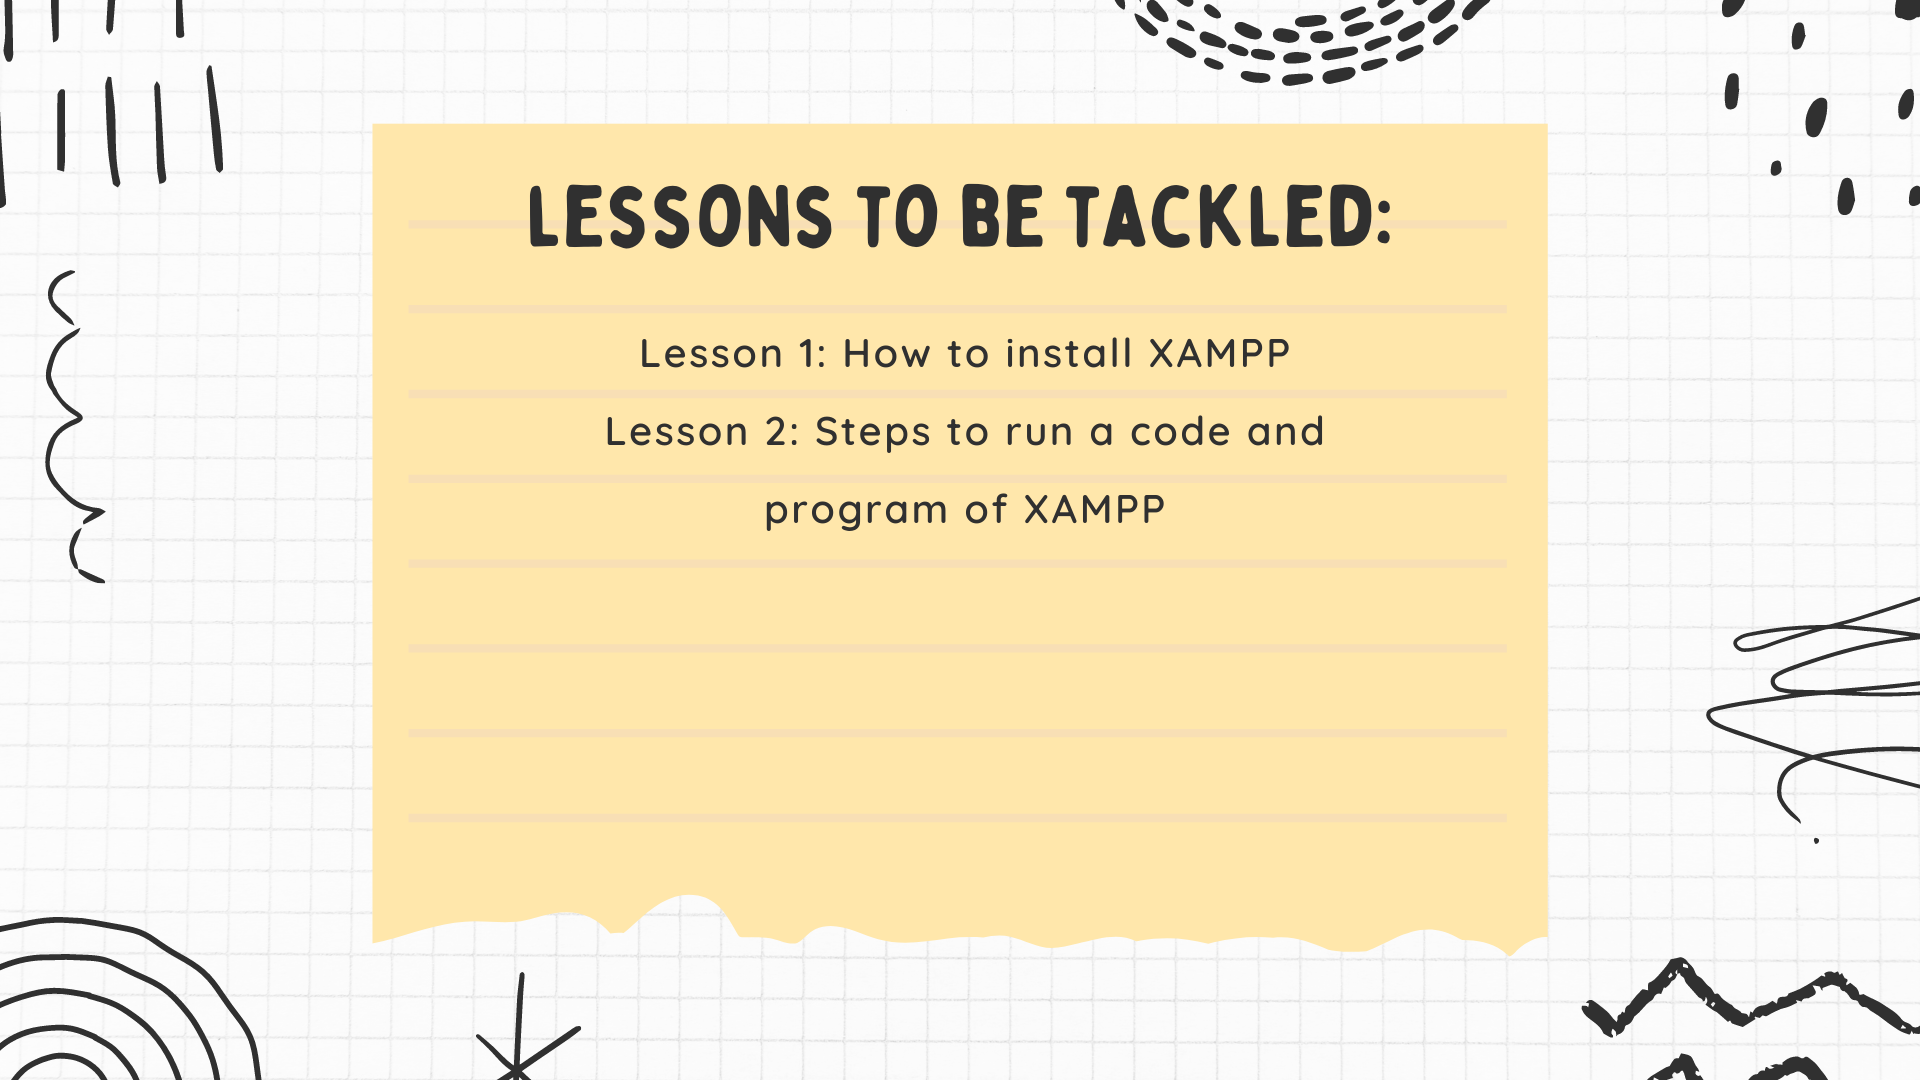 LESSONS TO BE TACKLED:
Lesson 1: How to install XAMPP
Lesson 2: Steps to run a code and
program of XAMPP